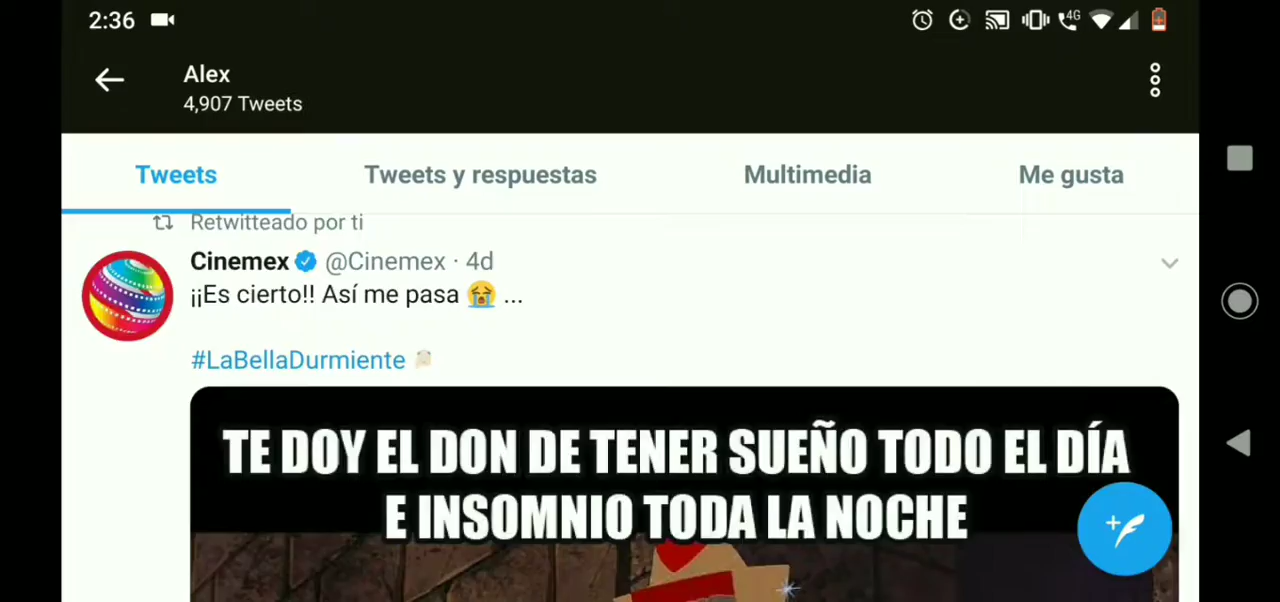 2:36
4G
Alex
4,907 Tweets
Tweets Tweets y respuestas Multimedia Me gusta
Retwitteado por ti
Cinemex @Cinemex · 4d
¡¡Es cierto!! Así me pasa 😭 ...
#LaBellaDurmiente
TE DOY EL DON DE TENER SUEÑO TODO EL DÍA
E INSOMNIO TODA LA NOCHE